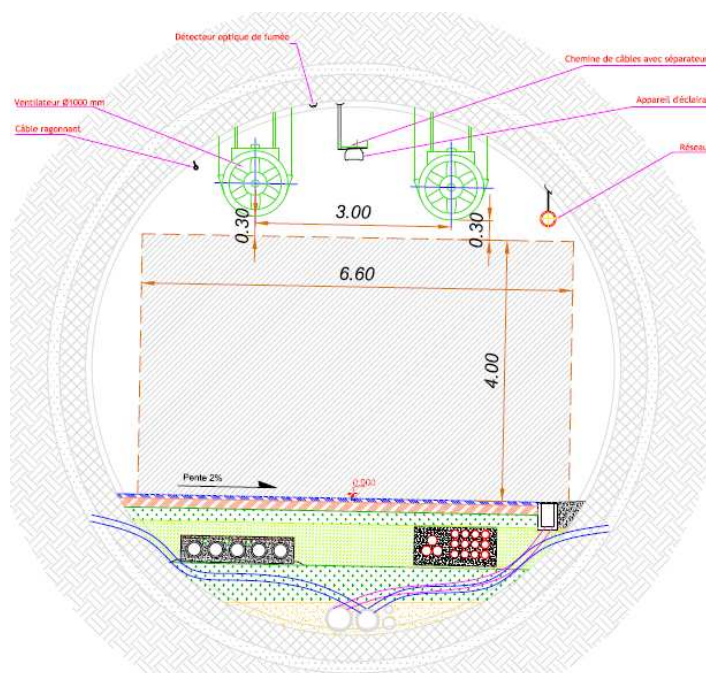 Détecteur optique de fumée
Chemine de câbles avec séparateur
Ventilateur Ø1000 mm
Appareil d'éclaira
Câble rayonnant
Réseau
3.00
0.30
0.30
6.60
4.00
Pente 2%
0.000